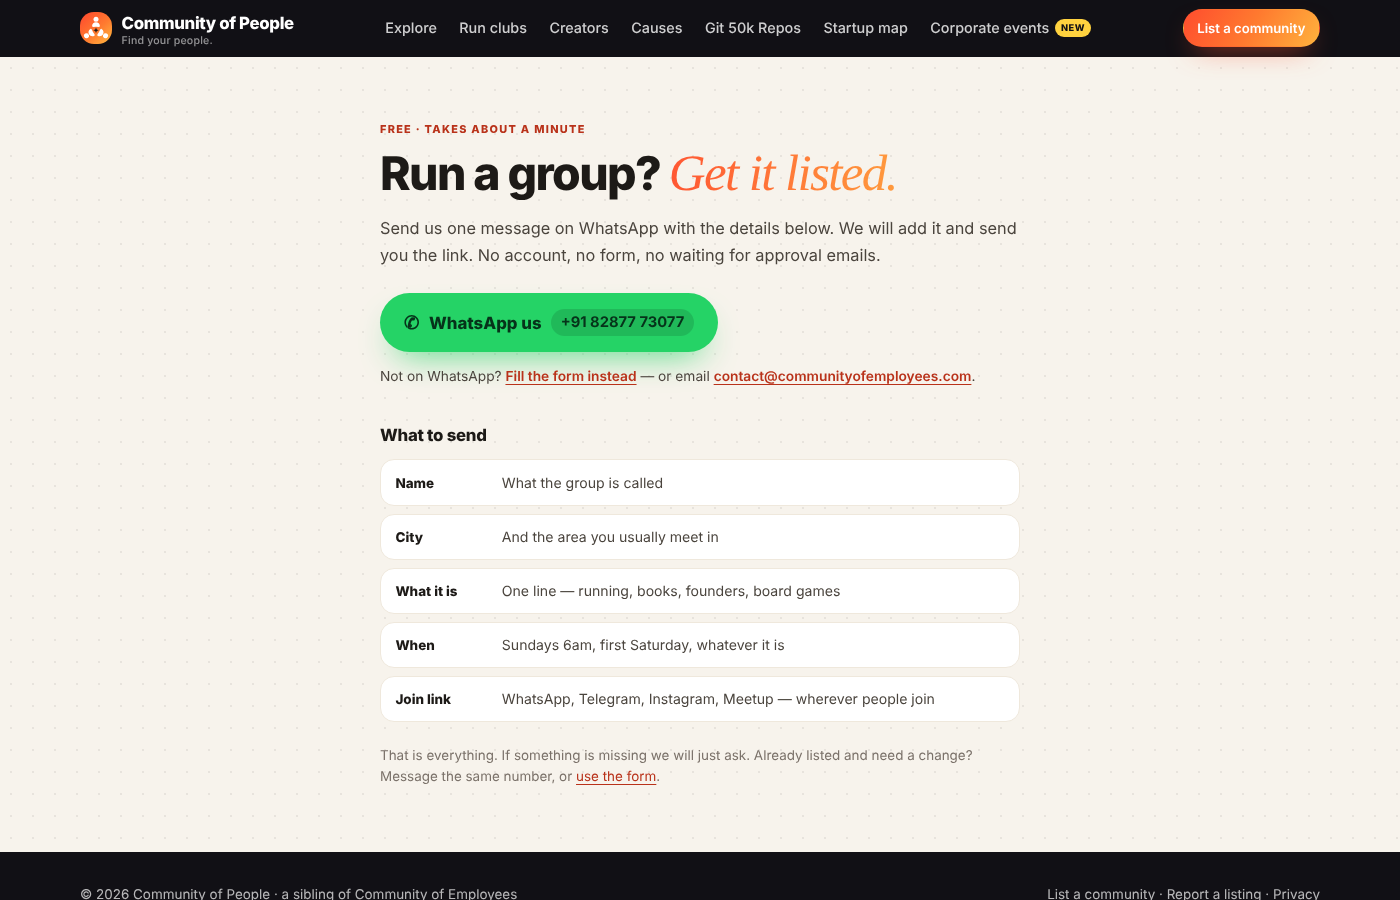 Community of People
Find your people.
Explore Run clubs Creators Causes Git 50k Repos Startup map Corporate events NEW
List a community
FREE · TAKES ABOUT A MINUTE
Run a group? Get it listed.
Send us one message on WhatsApp with the details below. We will add it and send
you the link. No account, no form, no waiting for approval emails.
✆ WhatsApp us +91 82877 73077
Not on WhatsApp? Fill the form instead — or email contact@communityofemployees.com.
What to send
Name What the group is called
City And the area you usually meet in
What it is One line — running, books, founders, board games
When Sundays 6am, first Saturday, whatever it is
Join link WhatsApp, Telegram, Instagram, Meetup — wherever people join
That is everything. If something is missing we will just ask. Already listed and need a change?
Message the same number, or use the form.
© 2026 Community of People · a sibling of Community of Employees
List a community · Report a listing · Privacy